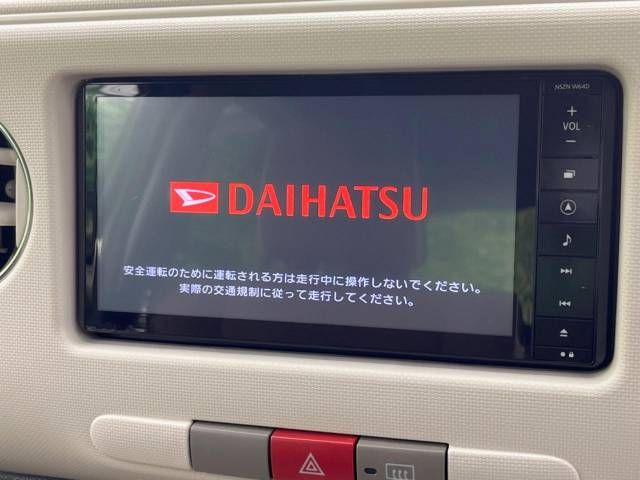 NSZN W64D
+
VOL
−
DAIHATSU
安全運転のために運転される方は走行中に操作しないでください。
実際の交通規制に従って走行してください。